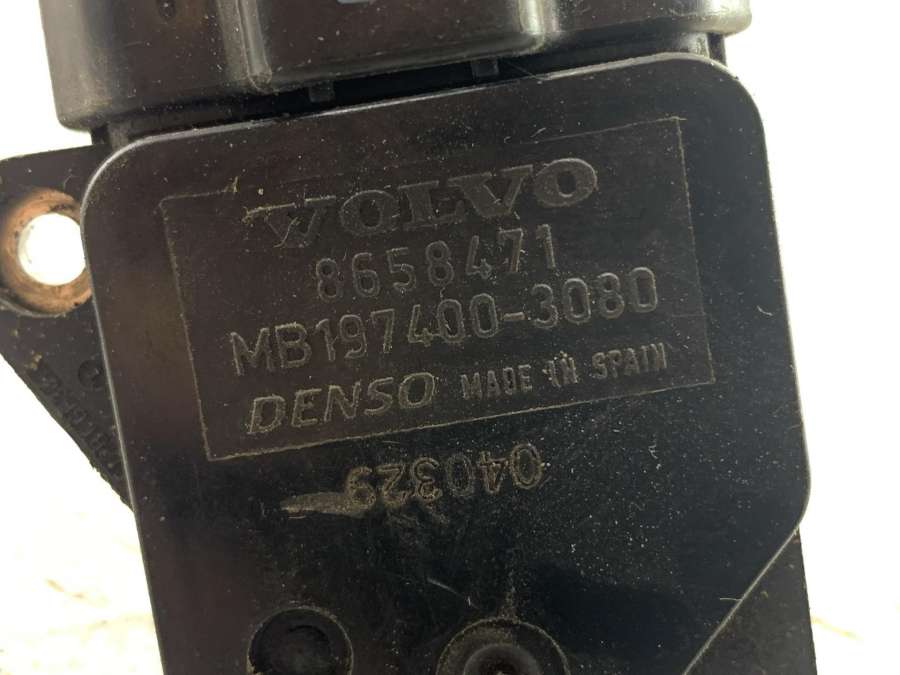 VOLVO
8658471
MB197400-3080
DENSO MADE IN SPAIN
040329